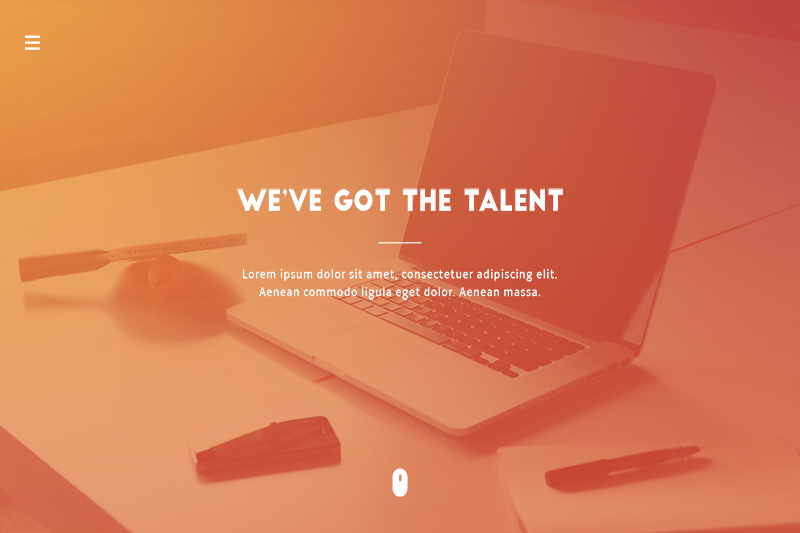 WE'VE GOT THE TALENT
Lorem ipsum dolor sit amet, consectetuer adipiscing elit.
Aenean commodo ligula eget dolor. Aenean massa.